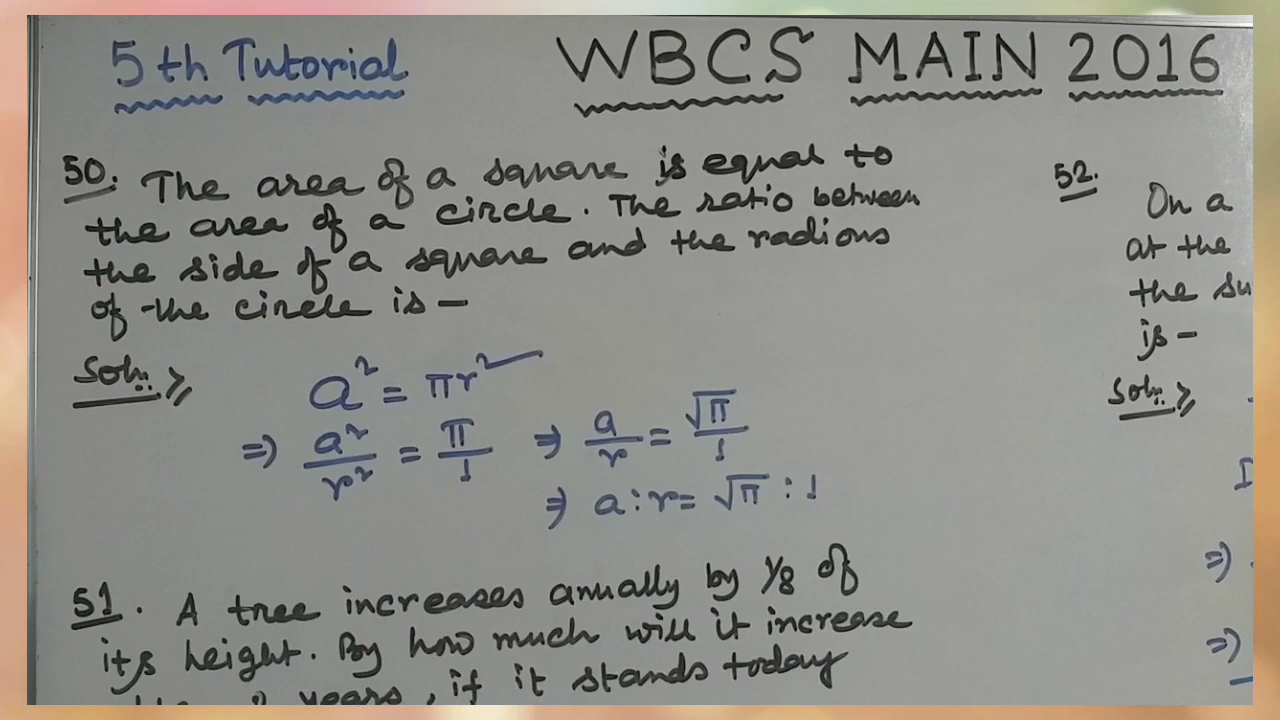 5th Tutorial
WBCS MAIN 2016
50. The area of a square is equal to
the area of a circle. The ratio between
the side of a square and the radious
of the circle is —
Soln:⇒
a² = πr²
⇒ a²/r² = π/1 ⇒ a/r = √π/1
⇒ a:r = √π : 1
51. A tree increases anually by 1/8 of
its height. By how much will it increase
years, if it stands today
52.
On a
at the
the su
is -
Soln:⇒
⇒
⇒